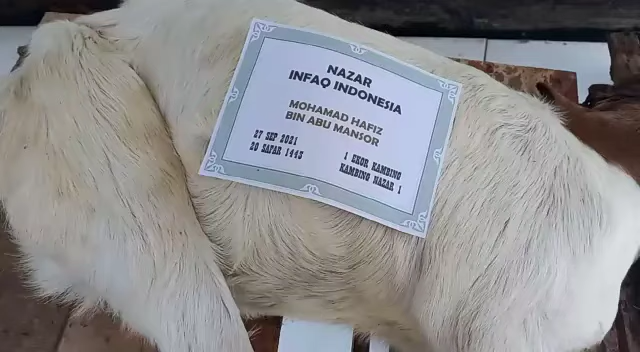 NAZAR
INFAQ INDONESIA
MOHAMAD HAFIZ
BIN ABU MANSOR
27 SEP 2021
20 SAFAR 1443
1 EKOR KAMBING
KAMBING NAZAR 1